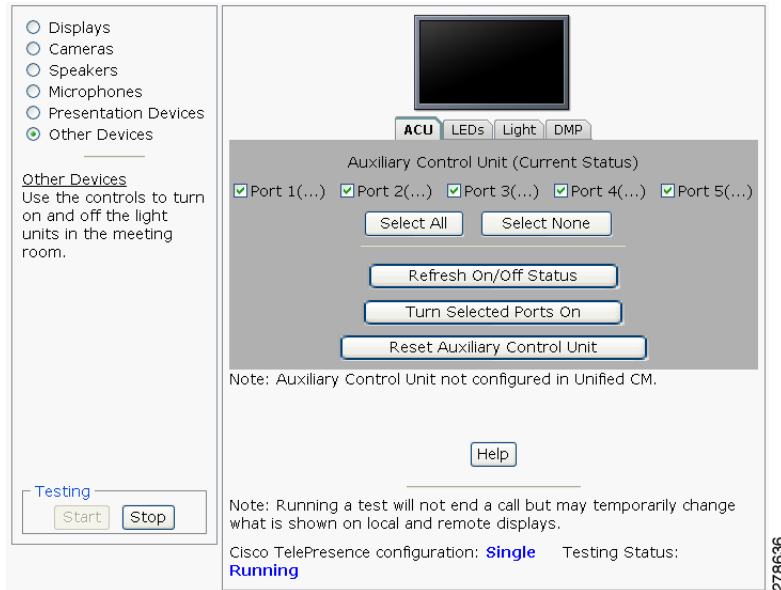 Displays
Cameras
Speakers
Microphones
Presentation Devices
Other Devices
Other Devices
Use the controls to turn
on and off the light
units in the meeting
room.
Testing
Start Stop
ACU LEDs Light DMP
Auxiliary Control Unit (Current Status)
Port 1(...) Port 2(...) Port 3(...) Port 4(...) Port 5(...)
Select All Select None
Refresh On/Off Status
Turn Selected Ports On
Reset Auxiliary Control Unit
Note: Auxiliary Control Unit not configured in Unified CM.
Help
Note: Running a test will not end a call but may temporarily change
what is shown on local and remote displays.
Cisco TelePresence configuration: Single Testing Status:
Running
278636